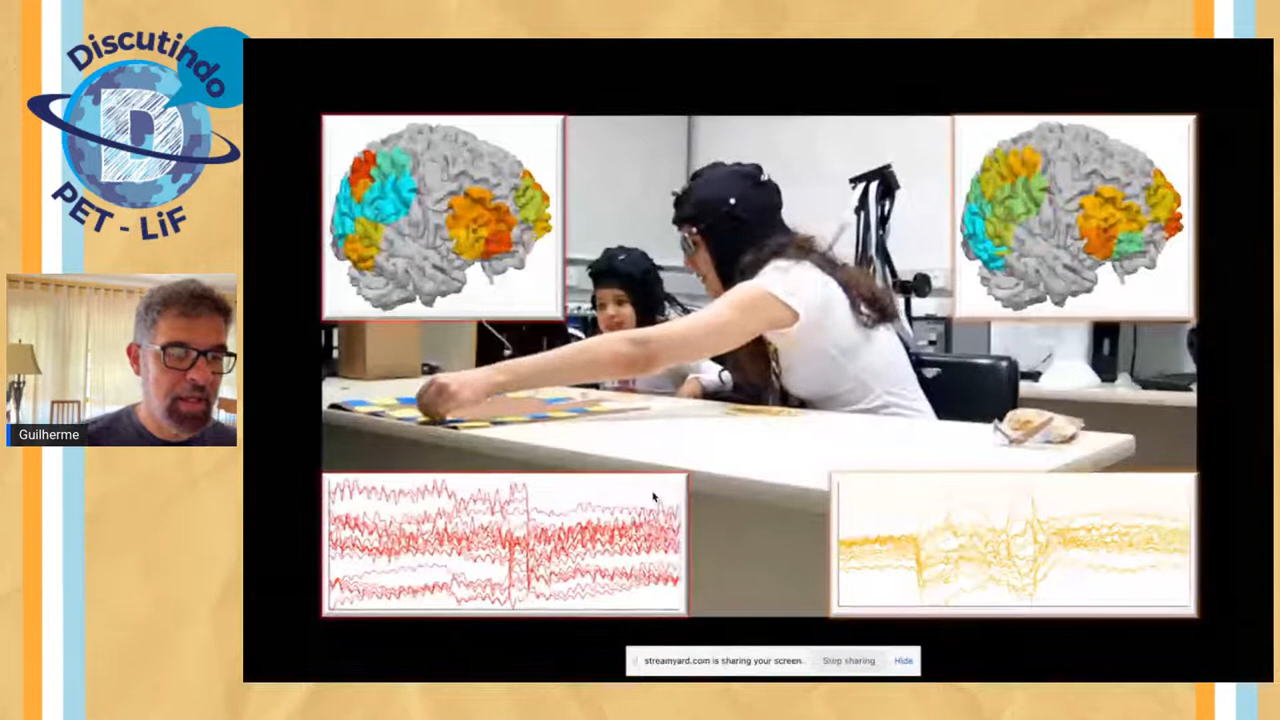 Discutindo
D
PET - LiF
Guilherme
streamyard.com is sharing your screen.
Stop sharing
Hide